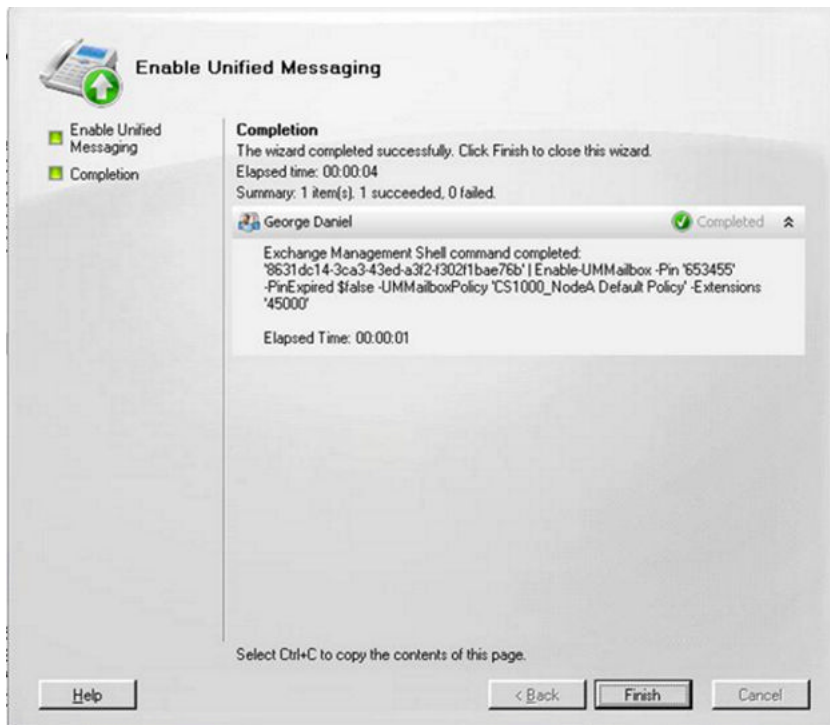 Enable Unified Messaging
Enable Unified
Messaging
Completion
Completion
The wizard completed successfully. Click Finish to close this wizard.
Elapsed time: 00:00:04
Summary: 1 item(s). 1 succeeded, 0 failed.
George Daniel
Completed
Exchange Management Shell command completed:
'8631dc14-3ca3-43ed-a3f2-f302f1bae76b' | Enable-UMMailbox -Pin '653455'
-PinExpired $false -UMMailboxPolicy 'CS1000_NodeA Default Policy' -Extensions
'45000'
Elapsed Time: 00:00:01
Select Ctrl+C to copy the contents of this page.
Help
< Back
Finish
Cancel